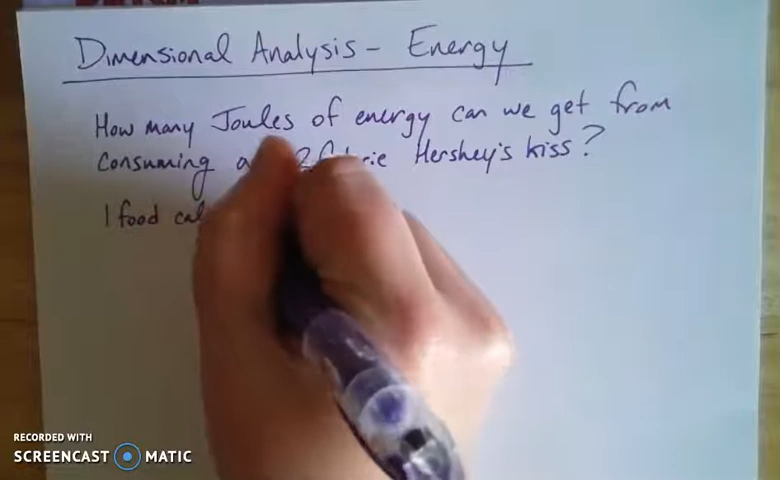 Dimensional Analysis - Energy
How many Joules of energy can we get from
Consuming a Hershey's kiss?
1 food cal
RECORDED WITH
SCREENCAST MATIC